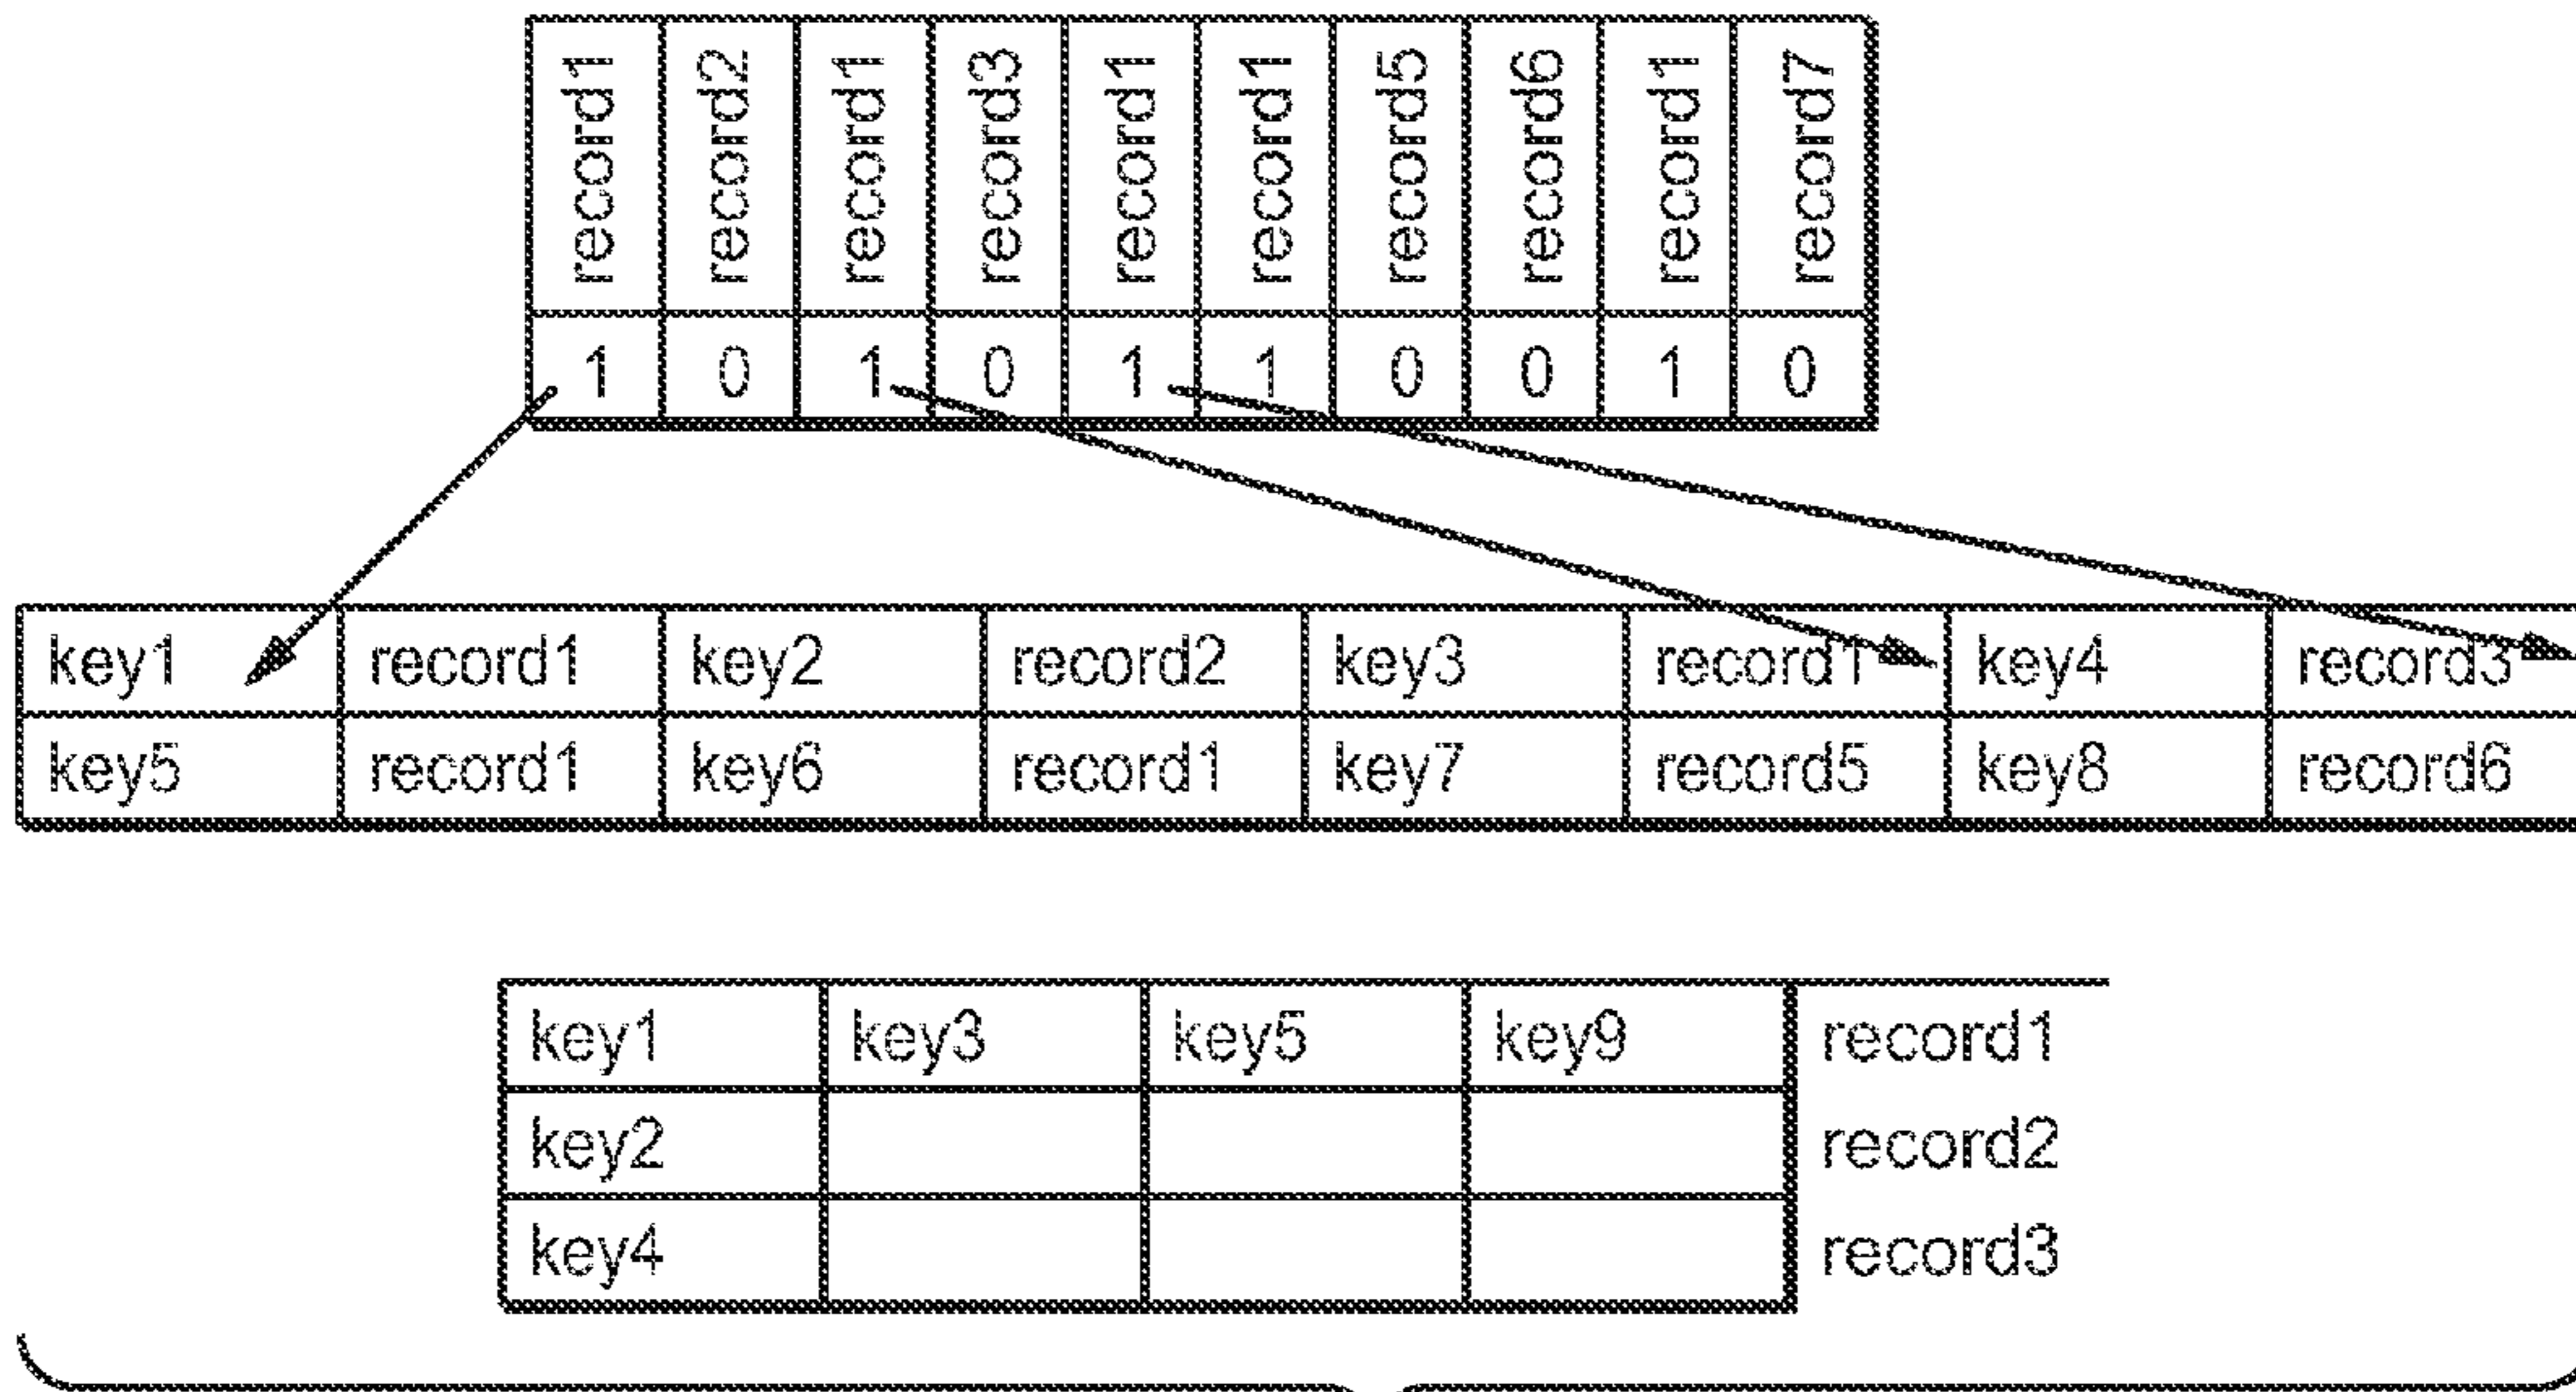 record1 record2 record1 record3 record1 record1 record5 record6 record1 record7
1 0 1 0 1 1 0 0 1 0
key1 record1 key2 record2 key3 record1 key4 record3
key5 record1 key6 record1 key7 record5 key8 record6
key1 key3 key5 key9 record1
key2 record2
key4 record3